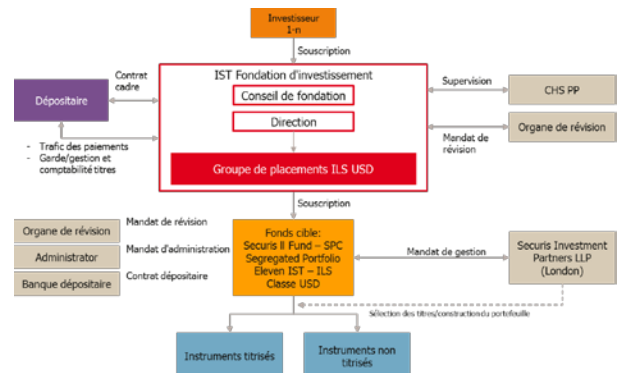 Investisseur
1-n
Souscription
IST Fondation d'investissement
Conseil de fondation
Direction
Groupe de placements ILS USD
Contrat
cadre
Dépositaire
- Trafic des paiements
- Garde/gestion et
comptabilité titres
Supervision
CHS PP
Mandat de
révision
Organe de révision
Souscription
Organe de révision
Mandat de révision
Administrator
Mandat d'administration
Banque dépositaire
Contrat dépositaire
Fonds cible:
Securis II Fund – SPC
Segregated Portfolio
Eleven IST – ILS
Classe USD
Mandat de gestion
Securis Investment
Partners LLP
(London)
Sélection des titres/construction du portefeuille
Instruments titrisés
Instruments non
titrisés